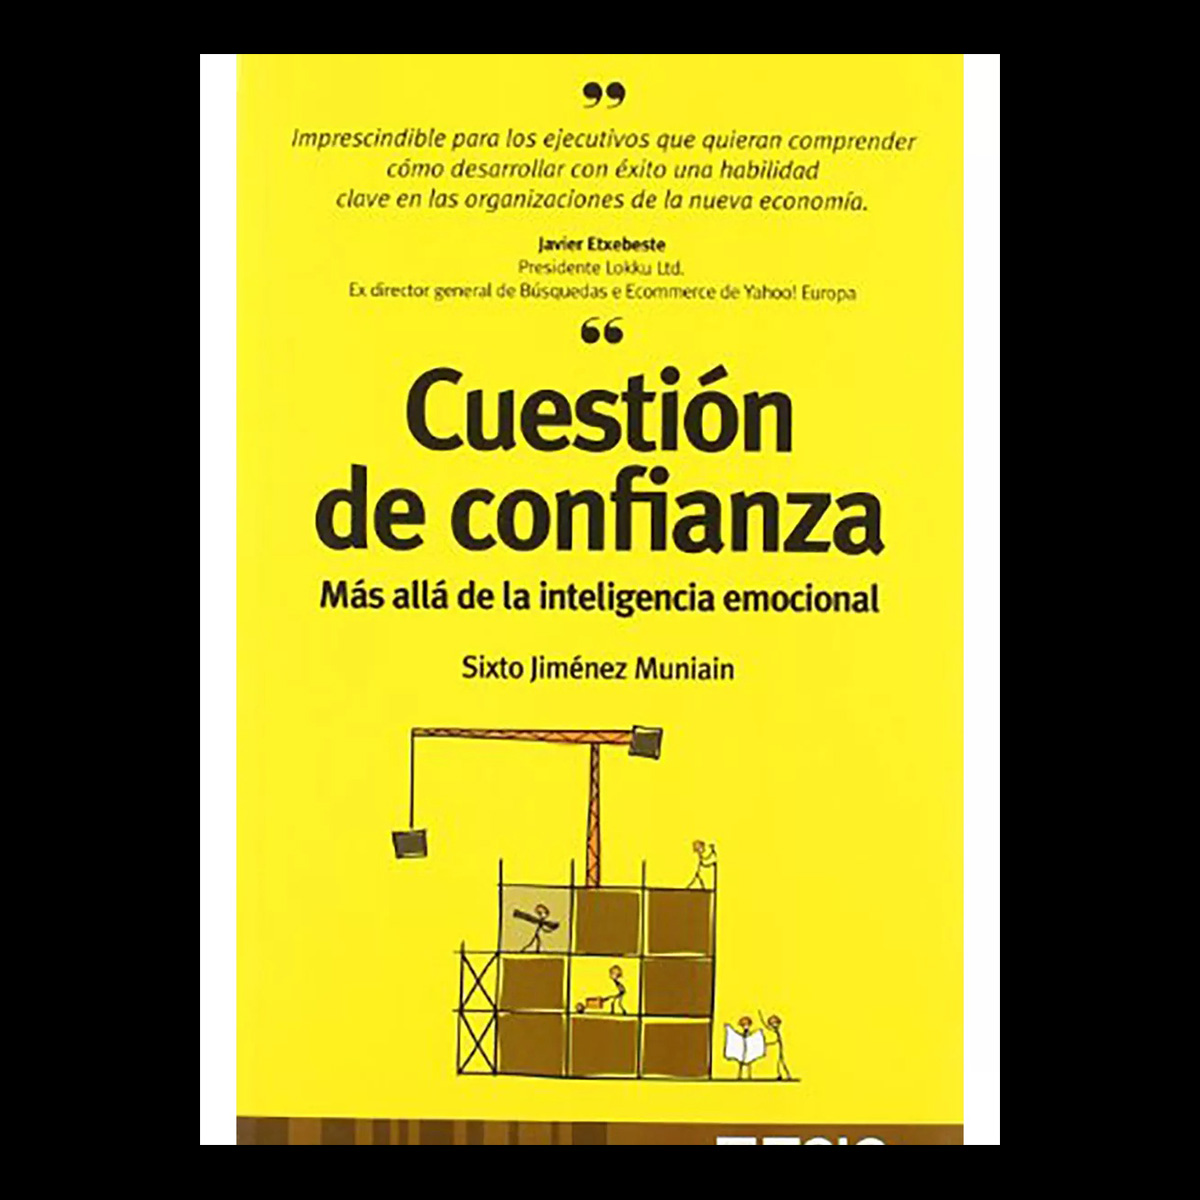 ”
Imprescindible para los ejecutivos que quieran comprender
cómo desarrollar con éxito una habilidad
clave en las organizaciones de la nueva economía.
Javier Etxebeste
Presidente Lokku Ltd.
Ex director general de Búsquedas e Ecommerce de Yahoo! Europa
“
Cuestión
de confianza
Más allá de la inteligencia emocional
Sixto Jiménez Muniain